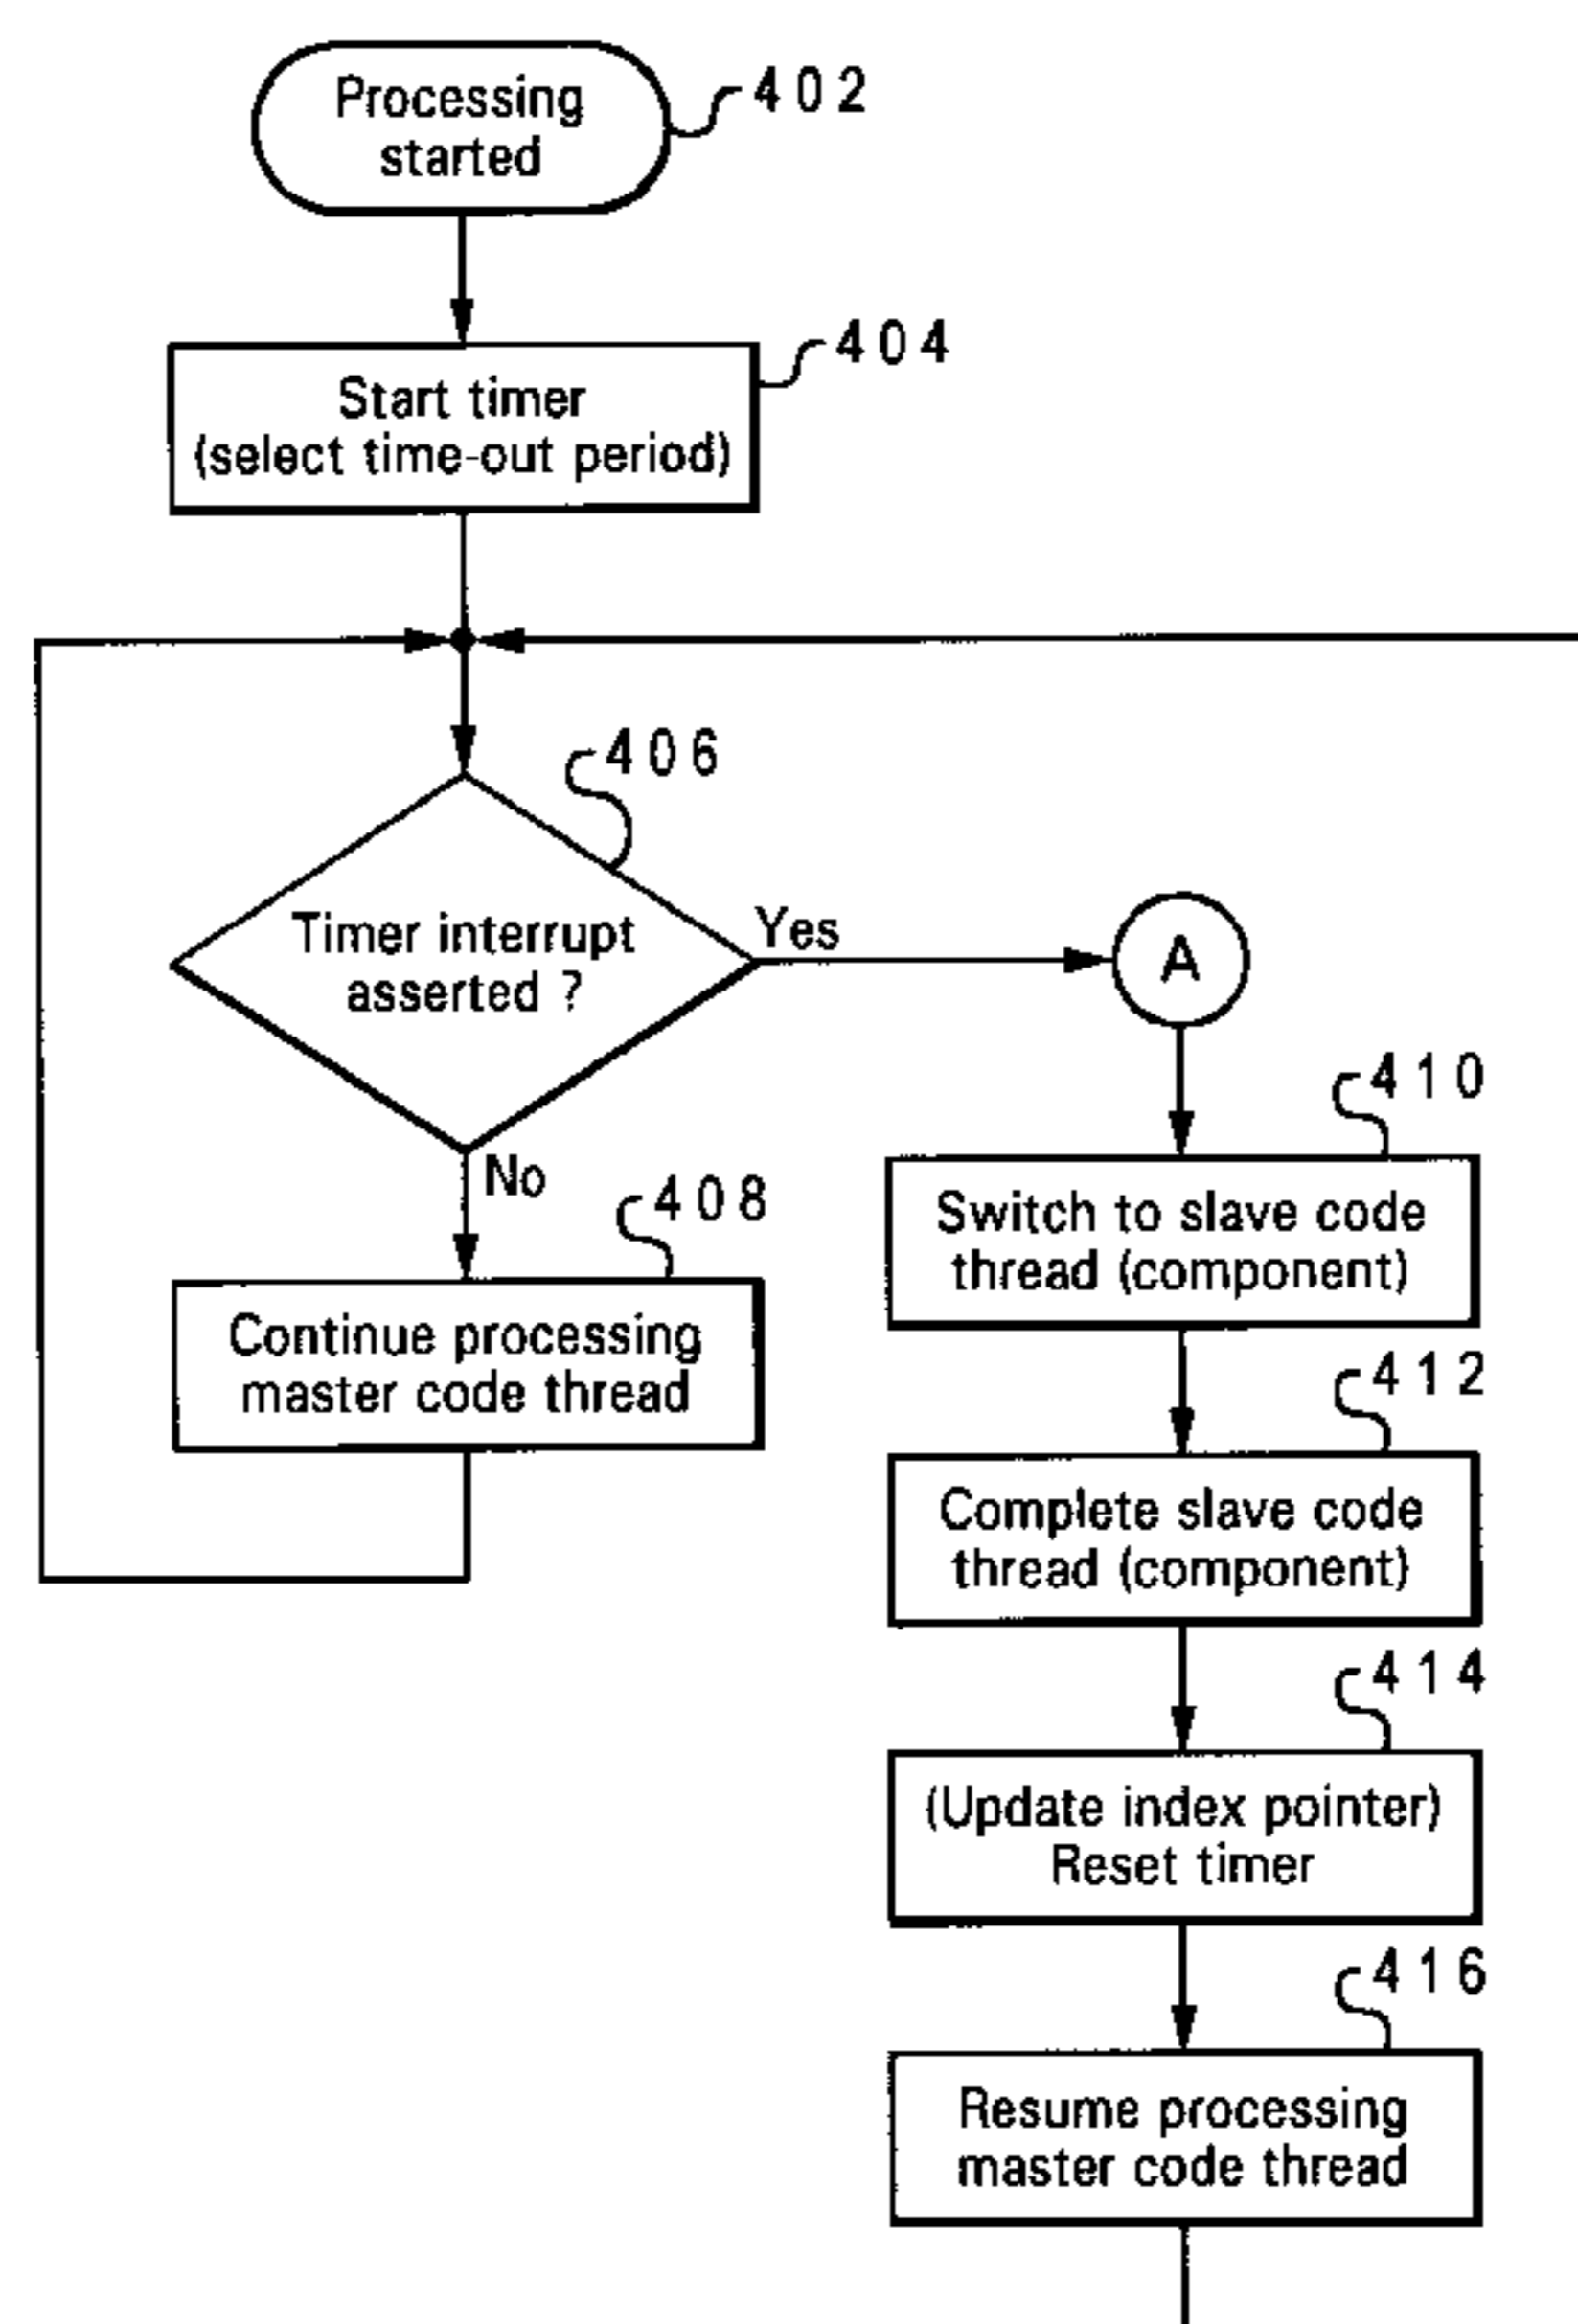 Processing
started
402
Start timer
(select time-out period)
404
406
Timer interrupt
asserted ?
Yes
A
No
408
Continue processing
master code thread
410
Switch to slave code
thread (component)
412
Complete slave code
thread (component)
414
(Update index pointer)
Reset timer
416
Resume processing
master code thread